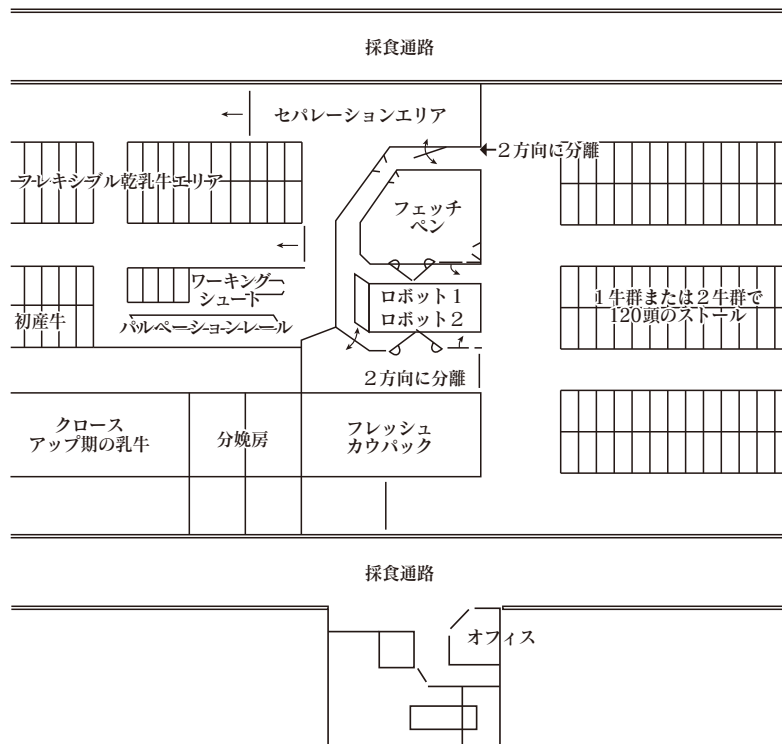 採食通路
セパレーションエリア
2方向に分離
フレキシブル乾乳牛エリア
フェッチ
ペン
ワーキング
シュート
ロボット1
ロボット2
1牛群または2牛群で
120頭のストール
初産牛
パルペーションレール
2方向に分離
クロース
アップ期の乳牛
分娩房
フレッシュ
カウパック
採食通路
オフィス